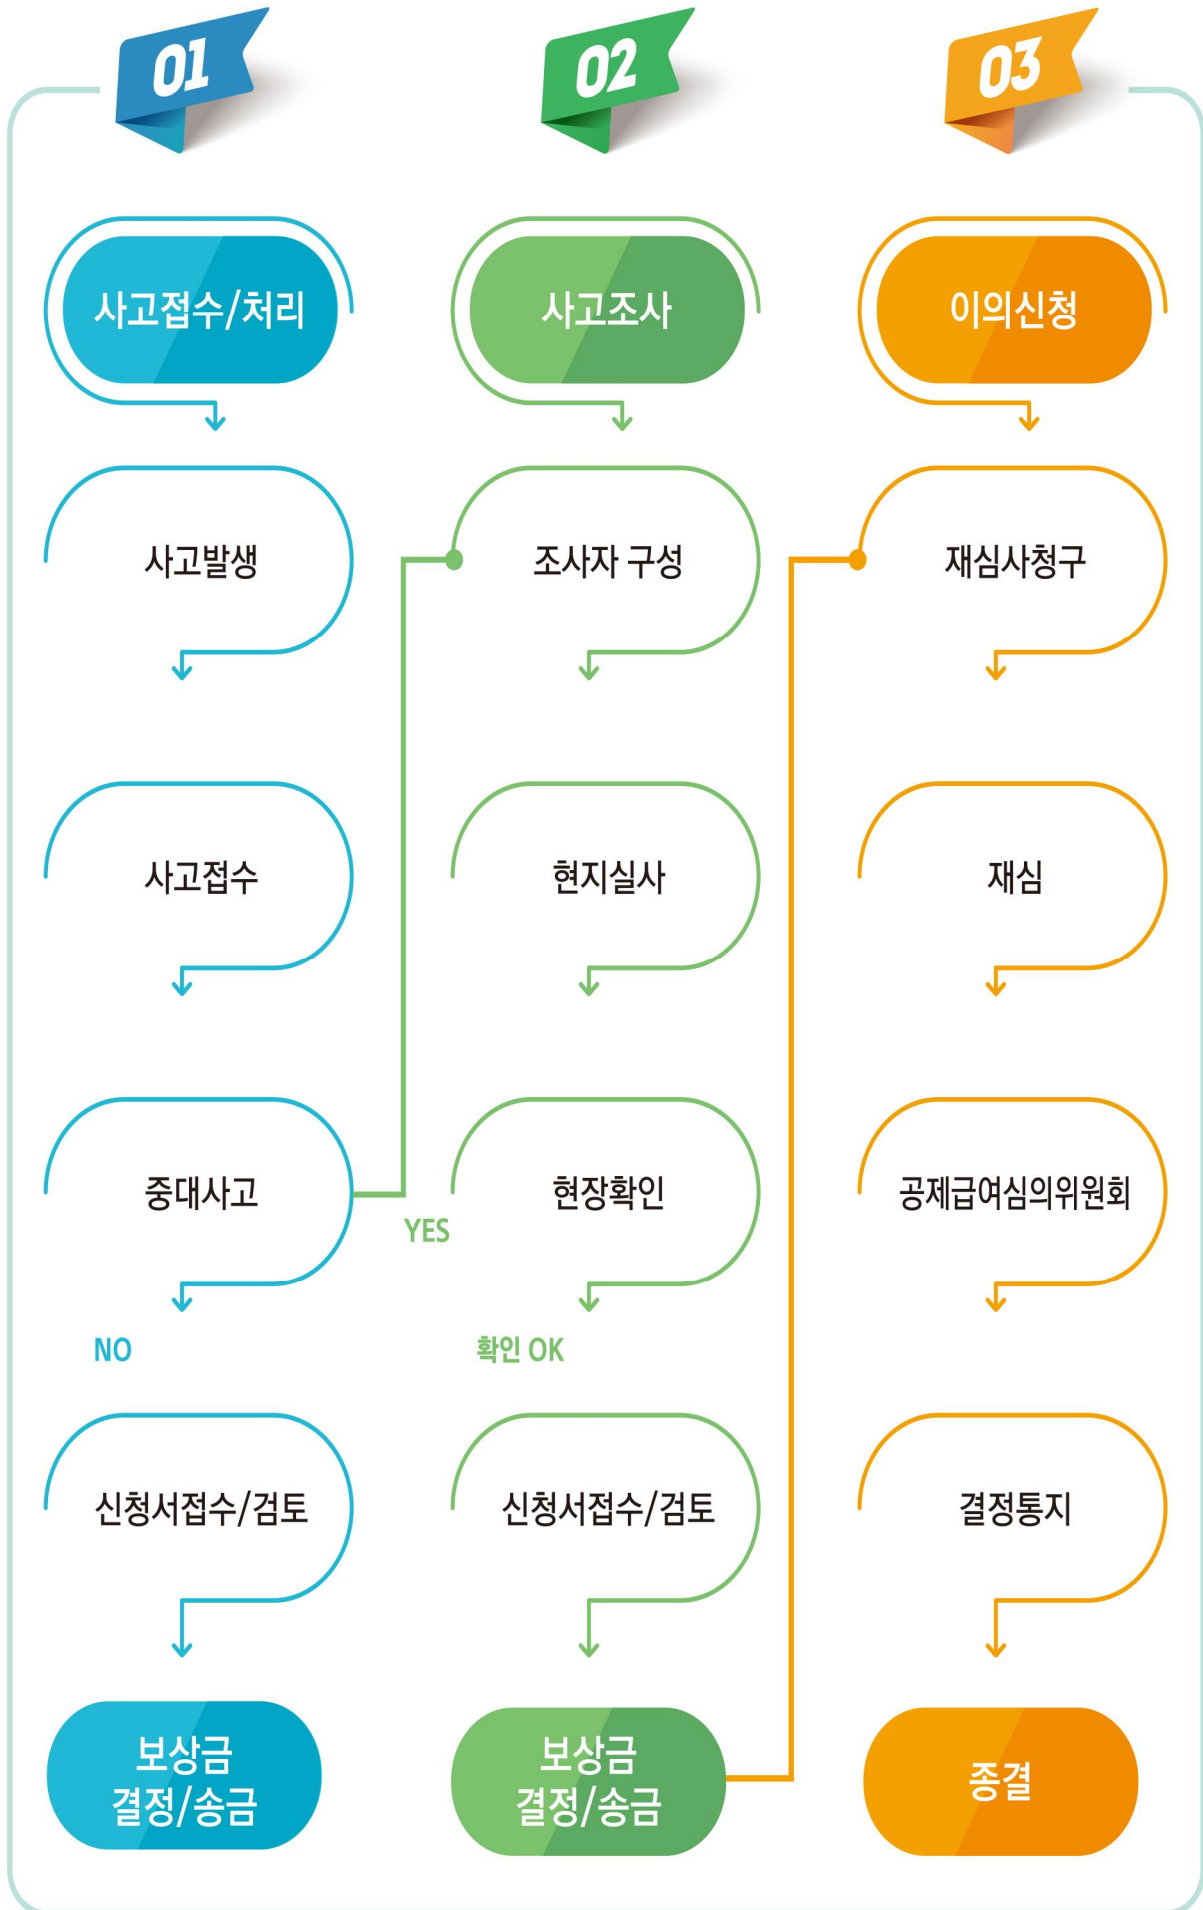 01
02
03
사고접수/처리
사고조사
이의신청
사고발생
조사자 구성
재심사청구
사고접수
현지실사
재심
중대사고
현장확인
공제급여심의위원회
YES
NO
확인 OK
신청서접수/검토
신청서접수/검토
결정통지
보상금
결정/송금
보상금
결정/송금
종결